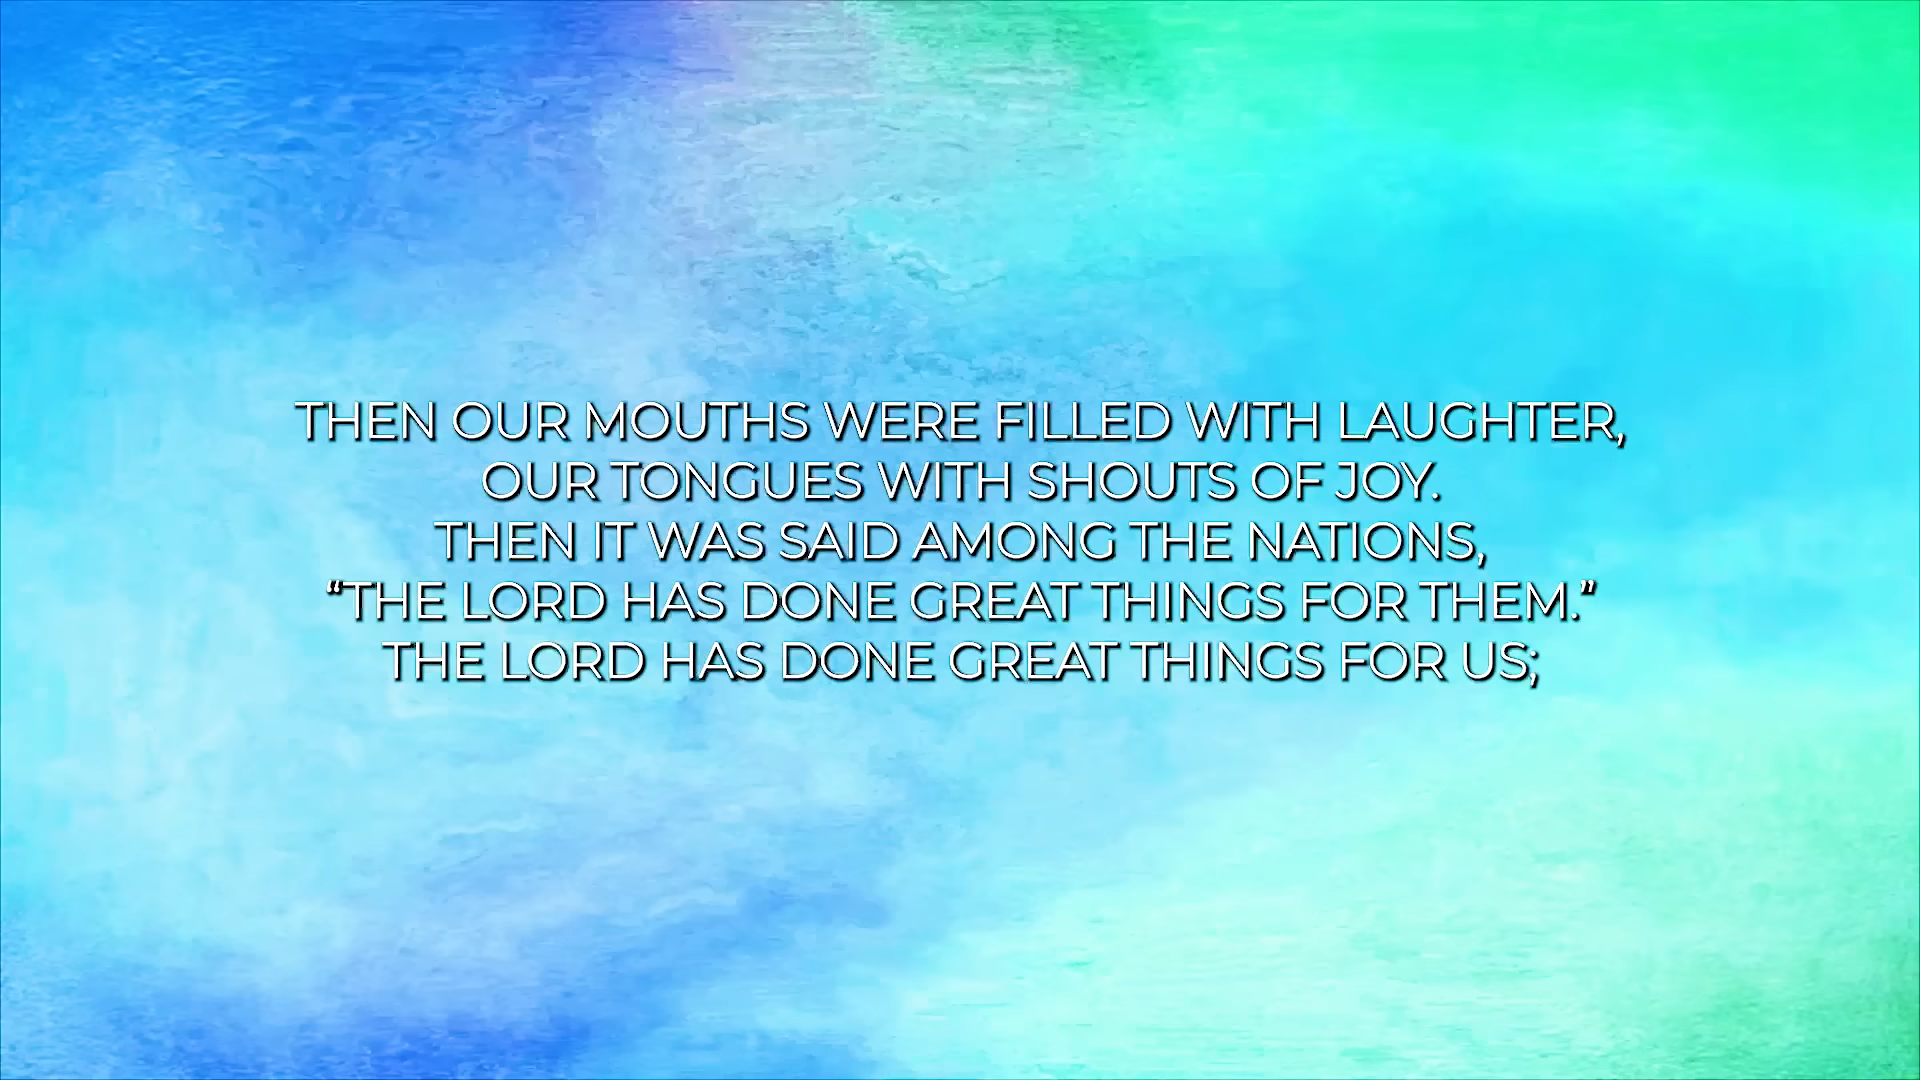 THEN OUR MOUTHS WERE FILLED WITH LAUGHTER,
OUR TONGUES WITH SHOUTS OF JOY.
THEN IT WAS SAID AMONG THE NATIONS,
“THE LORD HAS DONE GREAT THINGS FOR THEM.”
THE LORD HAS DONE GREAT THINGS FOR US;